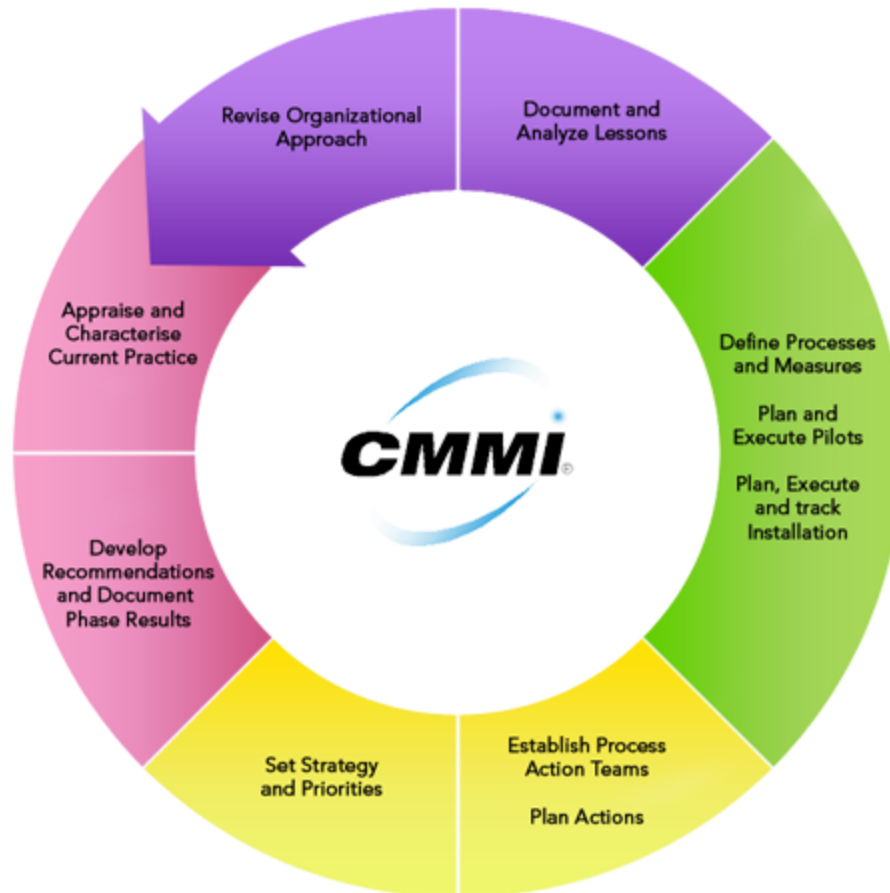 Revise Organizational
Approach
Document and
Analyze Lessons
Appraise and
Characterise
Current Practice
Define Processes
and Measures
Plan and
Execute Pilots
Plan, Execute
and track
Installation
CMMI®
Develop
Recommendations
and Document
Phase Results
Set Strategy
and Priorities
Establish Process
Action Teams
Plan Actions